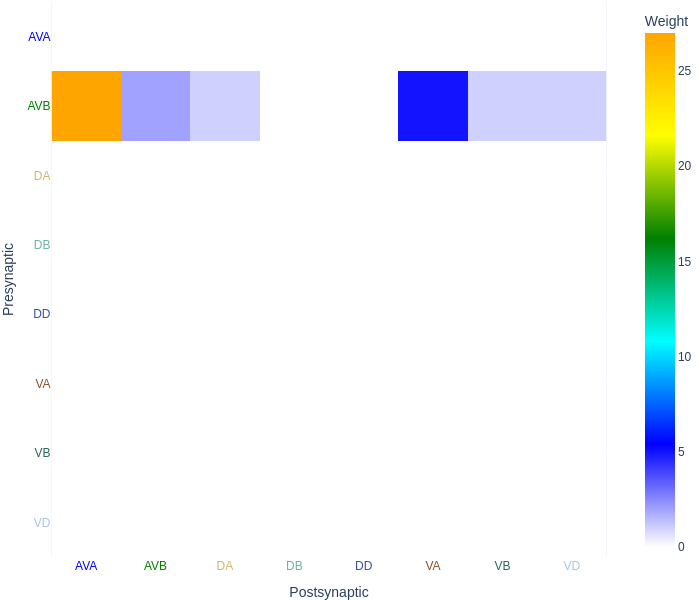 Weight
AVA
AVB
DA
DB
DD
VA
VB
VD
Presynaptic
25
20
15
10
5
0
AVA AVB DA DB DD VA VB VD
Postsynaptic